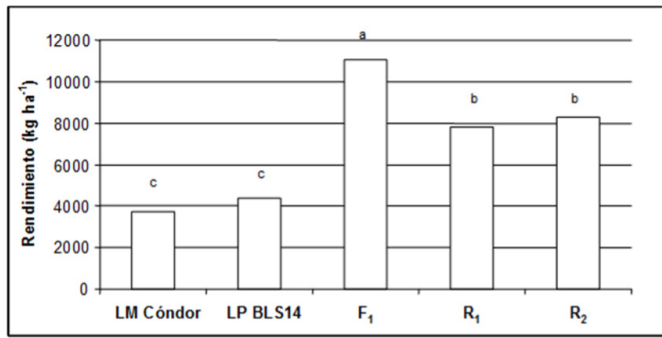 12000
10000
8000
6000
4000
2000
0
Rendimiento (kg ha⁻¹)
a
b
b
c
c
LM Cóndor
LP BLS14
F₁
R₁
R₂